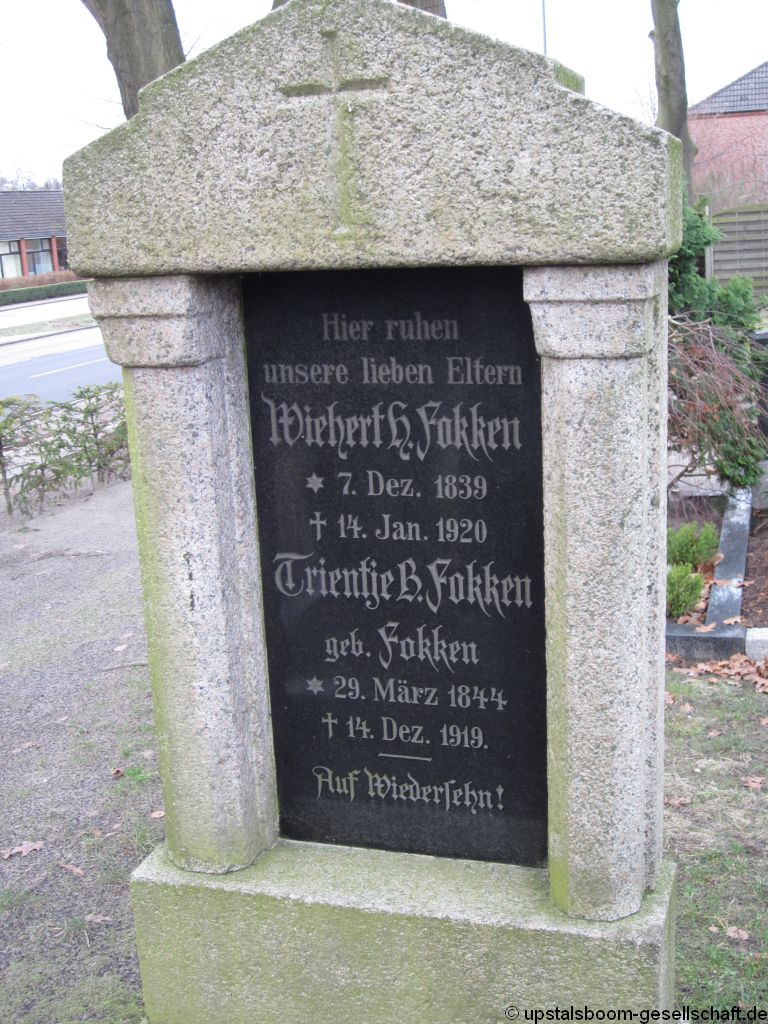 Hier ruhen
unsere lieben Eltern
Wiehert H. Fokken
* 7. Dez. 1839
† 14. Jan. 1920
Trientje B. Fokken
geb. Fokken
* 29. März 1844
† 14. Dez. 1919.
Auf Wiedersehn!
© upstalsboom-gesellschaft.de